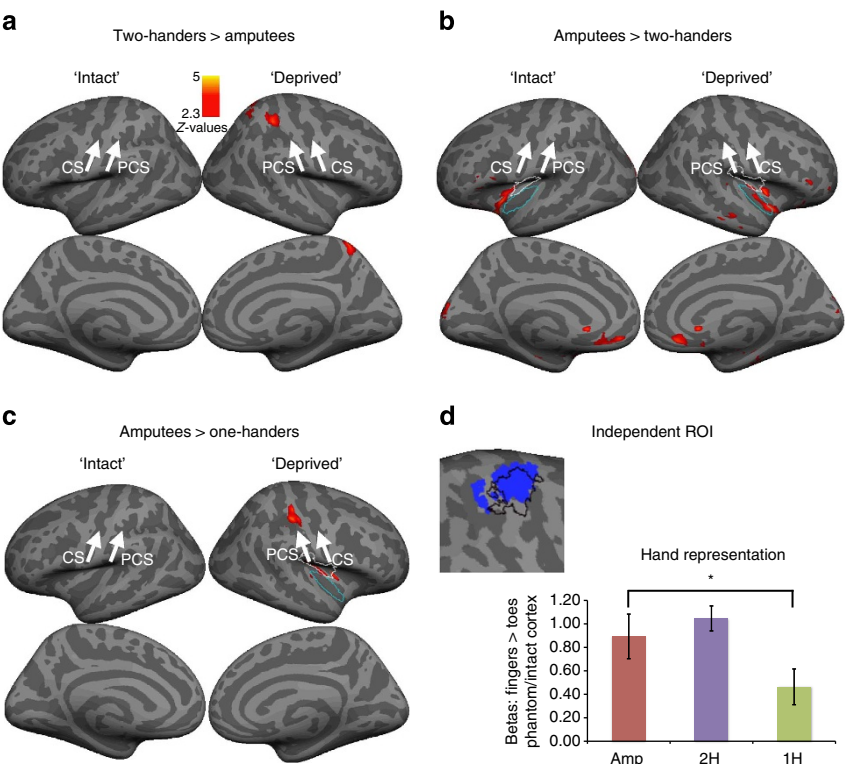 a
Two-handers > amputees
'Intact'
'Deprived'
5
2.3
Z-values
CS
PCS
PCS
CS
b
Amputees > two-handers
'Intact'
'Deprived'
CS
PCS
PCS
CS
c
Amputees > one-handers
'Intact'
'Deprived'
CS
PCS
PCS
CS
d
Independent ROI
Hand representation
*
Betas: fingers > toes
phantom/intact cortex
1.20
1.00
0.80
0.60
0.40
0.20
0.00
Amp
2H
1H